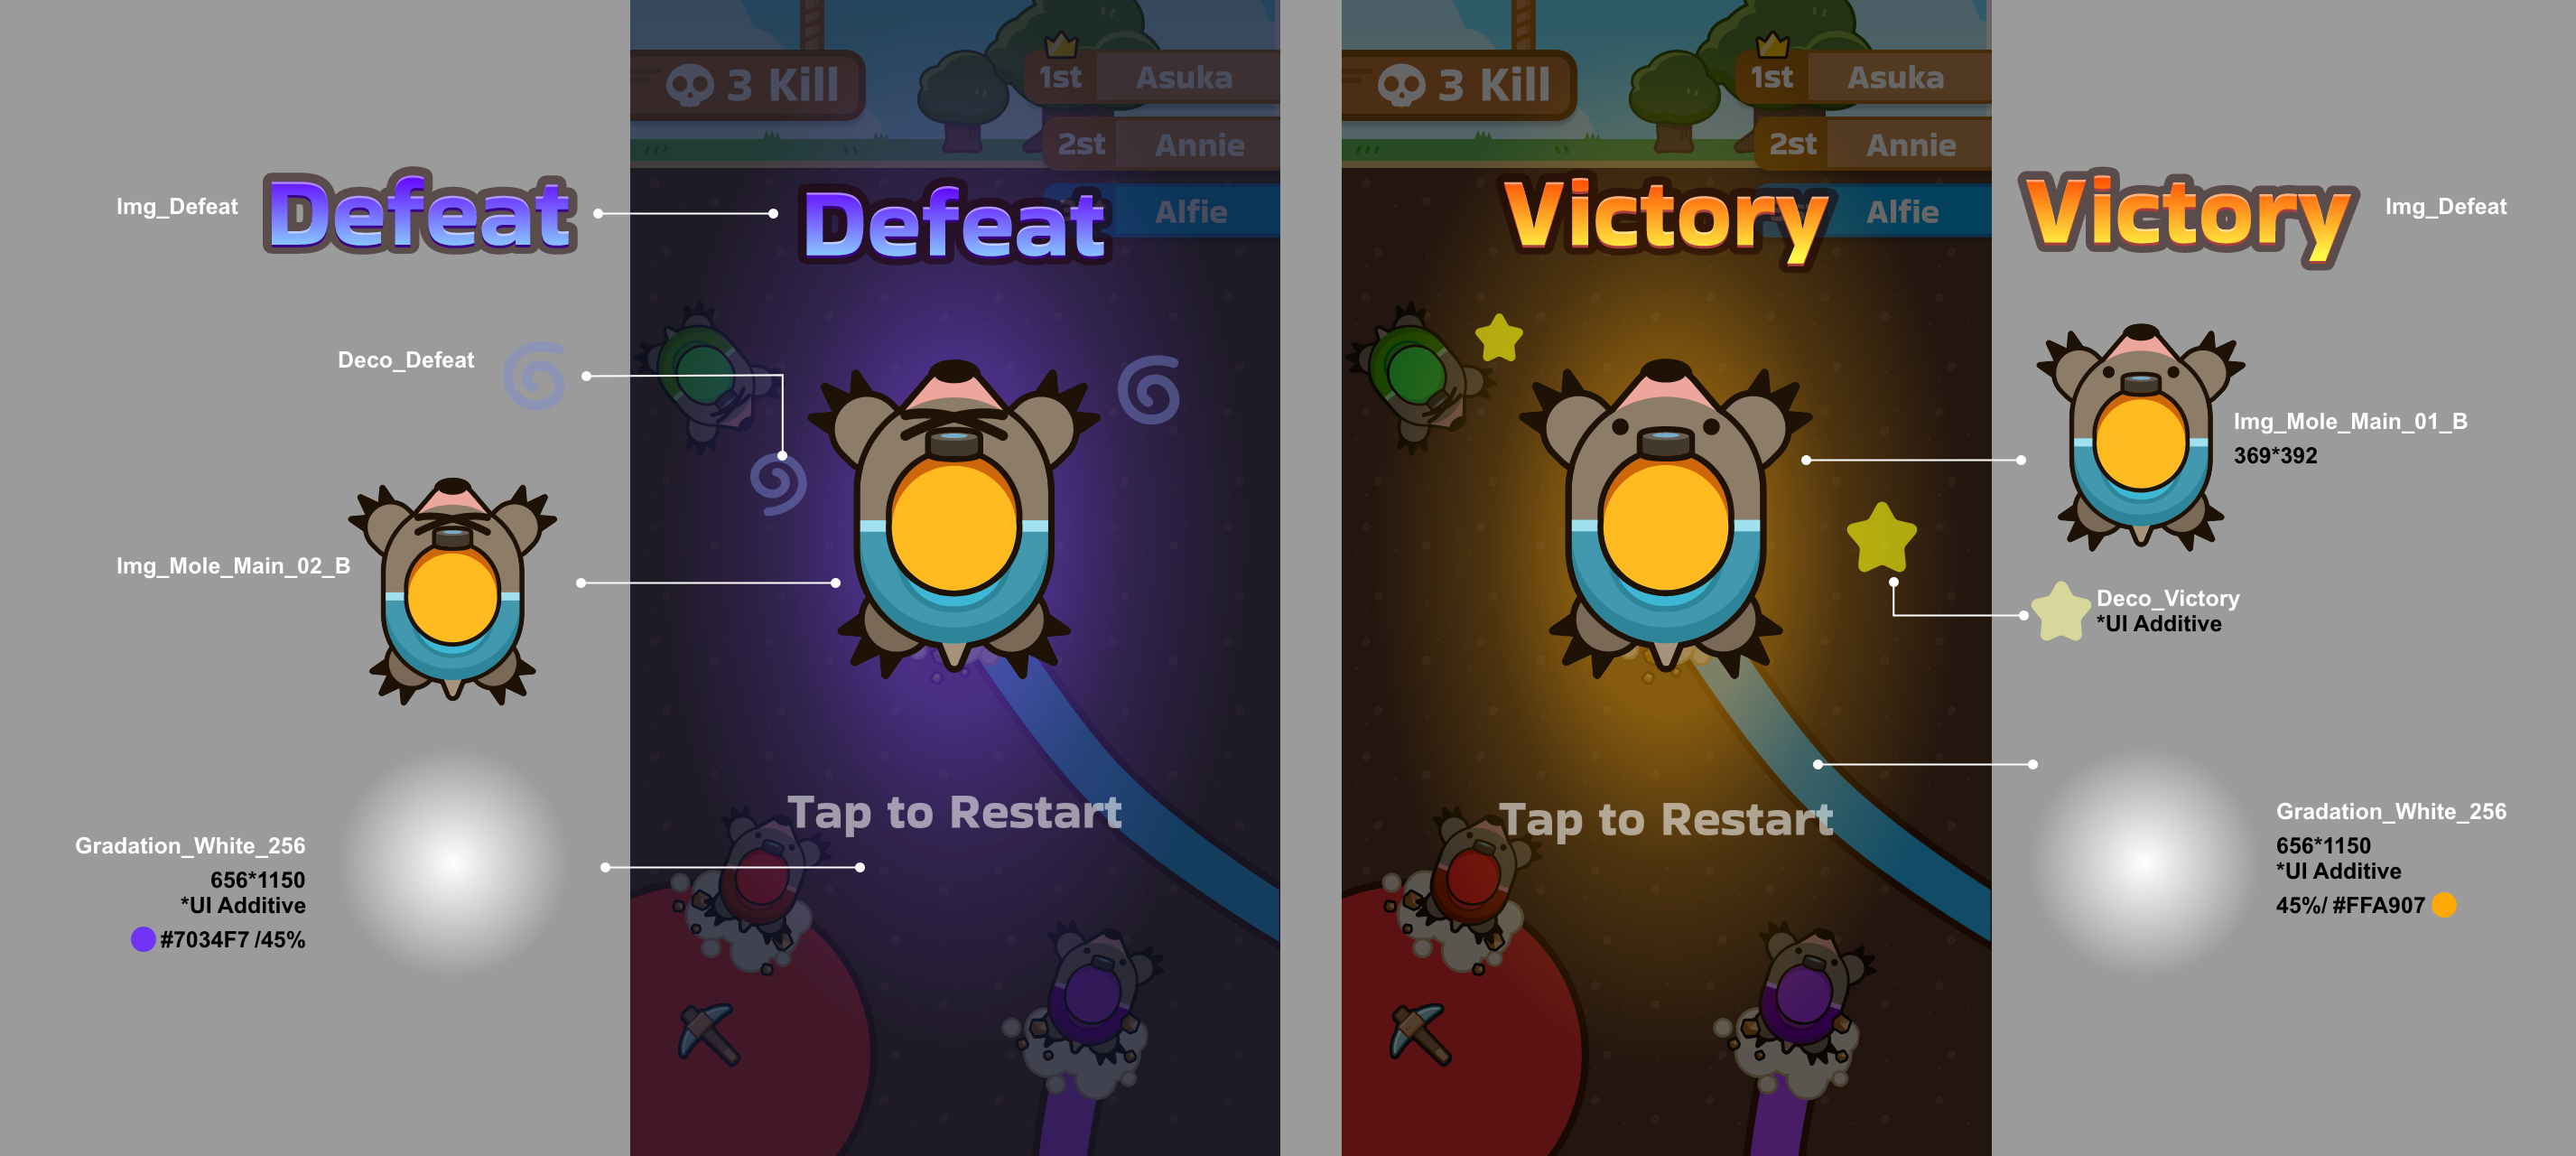 Img_Defeat
Defeat
Deco_Defeat
Img_Mole_Main_02_B
Gradation_White_256
656*1150
*UI Additive
#7034F7 /45%
3 Kill
1st Asuka
2st Annie
Alfie
Defeat
Tap to Restart
3 Kill
1st Asuka
2st Annie
Alfie
Victory
Tap to Restart
Victory
Img_Defeat
Img_Mole_Main_01_B
369*392
Deco_Victory
*UI Additive
Gradation_White_256
656*1150
*UI Additive
45%/ #FFA907